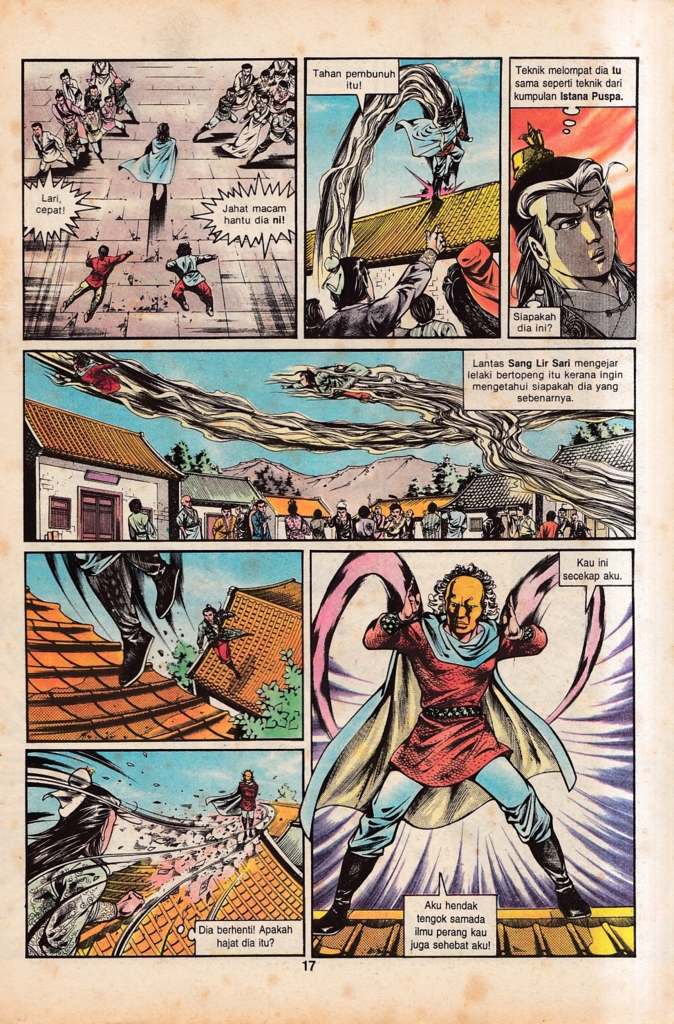 Lari,
cepat!
Jahat macam
hantu dia ni!
Tahan pembunuh
itu!
Teknik melompat dia tu
sama seperti teknik dari
kumpulan Istana Puspa.
Siapakah
dia ini?
Lantas Sang Lir Sari mengejar
lelaki bertopeng itu kerana ingin
mengetahui siapakah dia yang
sebenarnya.
Dia berhenti! Apakah
hajat dia itu?
Kau ini
secekap aku.
Aku hendak
tengok samada
ilmu perang kau
juga sehebat aku!
17